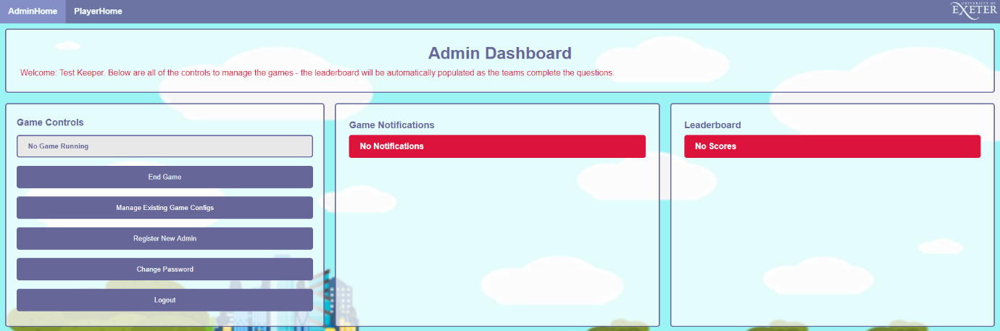 AdminHome
PlayerHome
UNIVERSITY OF
EXETER
Admin Dashboard
Welcome: Test Keeper. Below are all of the controls to manage the games - the leaderboard will be automatically populated as the teams complete the questions.
Game Controls
No Game Running
End Game
Manage Existing Game Configs
Register New Admin
Change Password
Logout
Game Notifications
No Notifications
Leaderboard
No Scores